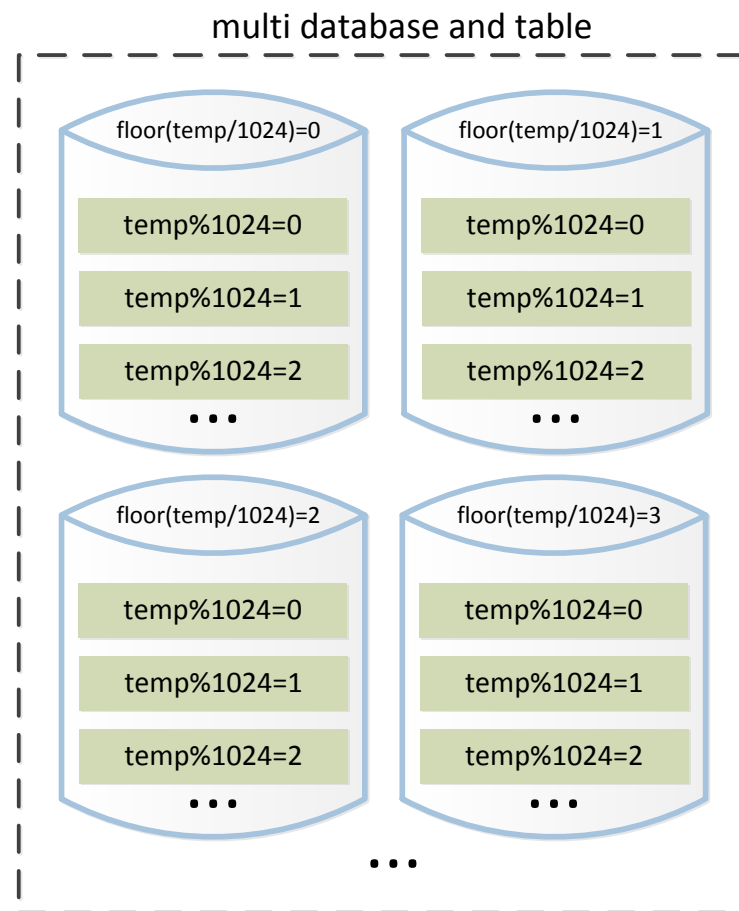 multi database and table
floor(temp/1024)=0
temp%1024=0
temp%1024=1
temp%1024=2
...
floor(temp/1024)=1
temp%1024=0
temp%1024=1
temp%1024=2
...
floor(temp/1024)=2
temp%1024=0
temp%1024=1
temp%1024=2
...
floor(temp/1024)=3
temp%1024=0
temp%1024=1
temp%1024=2
...
...